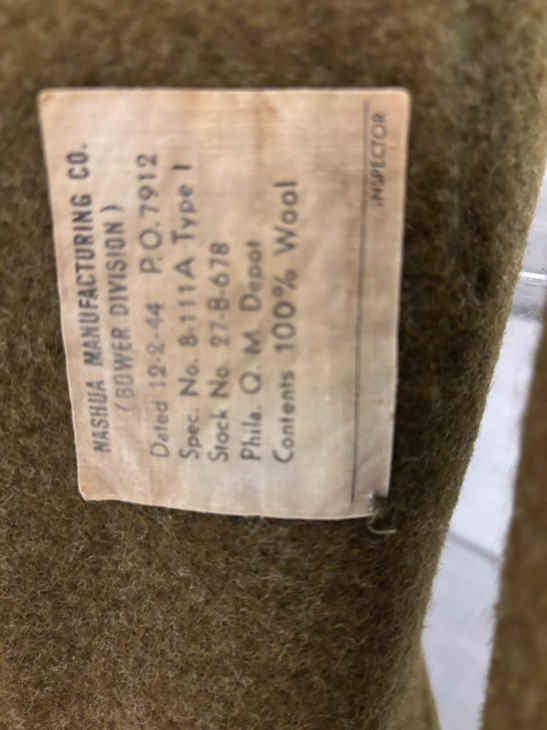 NASHUA MANUFACTURING CO.
(BOWER DIVISION)
Dated 12-2-44 P.O. 7912
Spec. No. 8-111A Type I
Stock No. 27-B-678
Phila. Q. M. Depot
Contents 100% Wool
INSPECTOR